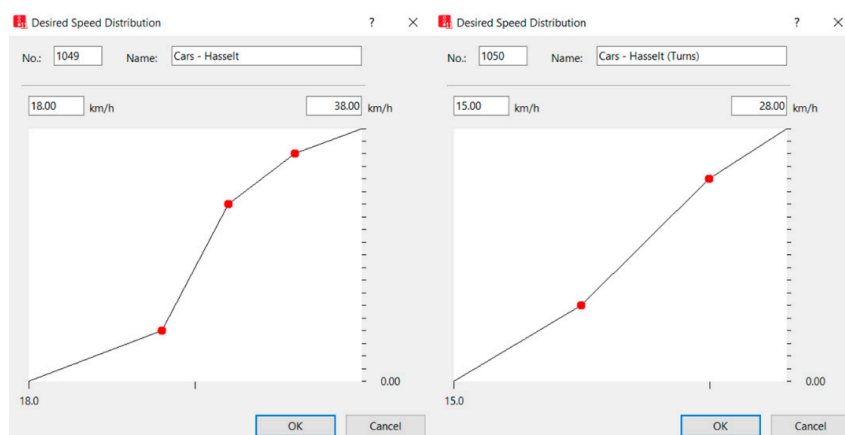 Desired Speed Distribution ? ×
No.: 1049 Name: Cars - Hasselt
18.00 km/h 38.00 km/h
0.00
18.0
OK Cancel
Desired Speed Distribution ? ×
No.: 1050 Name: Cars - Hasselt (Turns)
15.00 km/h 28.00 km/h
0.00
15.0
OK Cancel